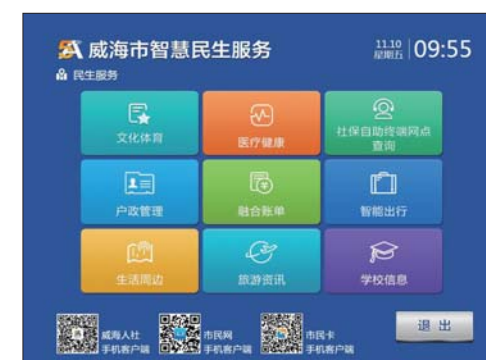 威海市智慧民生服务
11.10
星期五
09:55
民生服务
文化体育
医疗健康
社保自助终端网点
查询
户政管理
融合账单
智能出行
生活周边
旅游资讯
学校信息
威海人社
手机客户端
市民网
手机客户端
市民卡
手机客户端
退 出